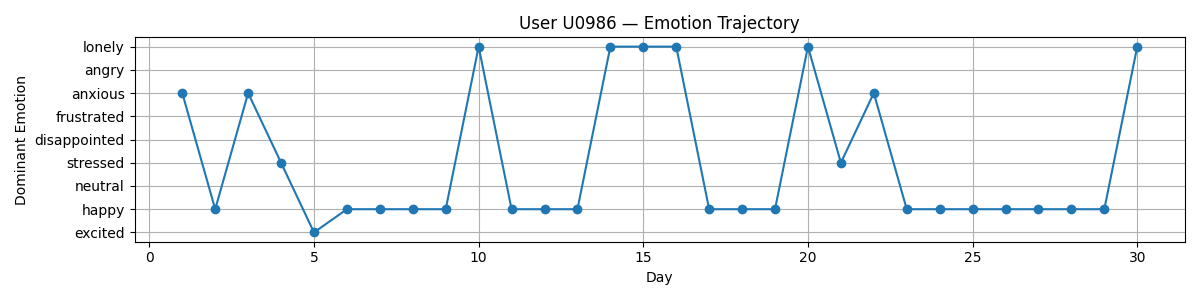 User U0986 — Emotion Trajectory
Dominant Emotion
lonely
angry
anxious
frustrated
disappointed
stressed
neutral
happy
excited
0 5 10 15 20 25 30
Day